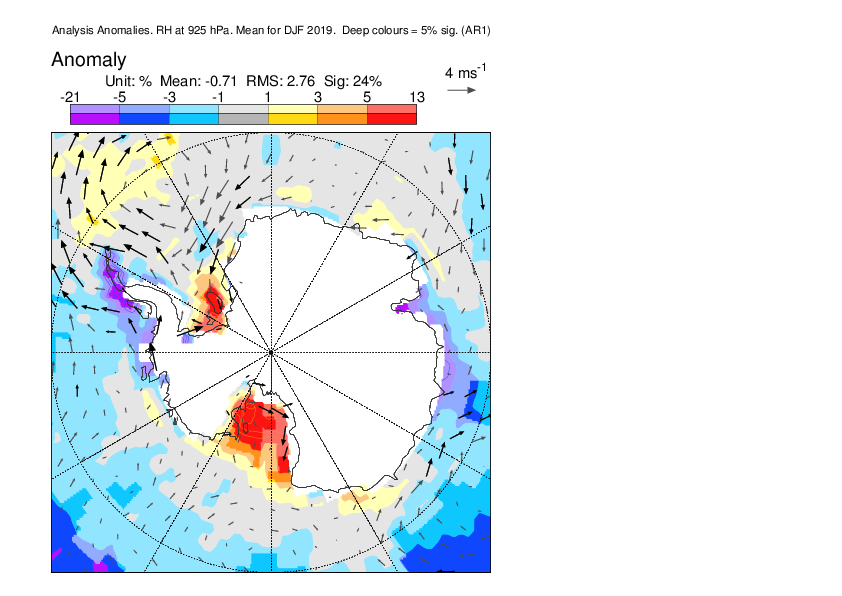 Analysis Anomalies. RH at 925 hPa. Mean for DJF 2019. Deep colours = 5% sig. (AR1)
Anomaly
4 ms-1
Unit: % Mean: -0.71 RMS: 2.76 Sig: 24%
-21 -5 -3 -1 1 3 5 13